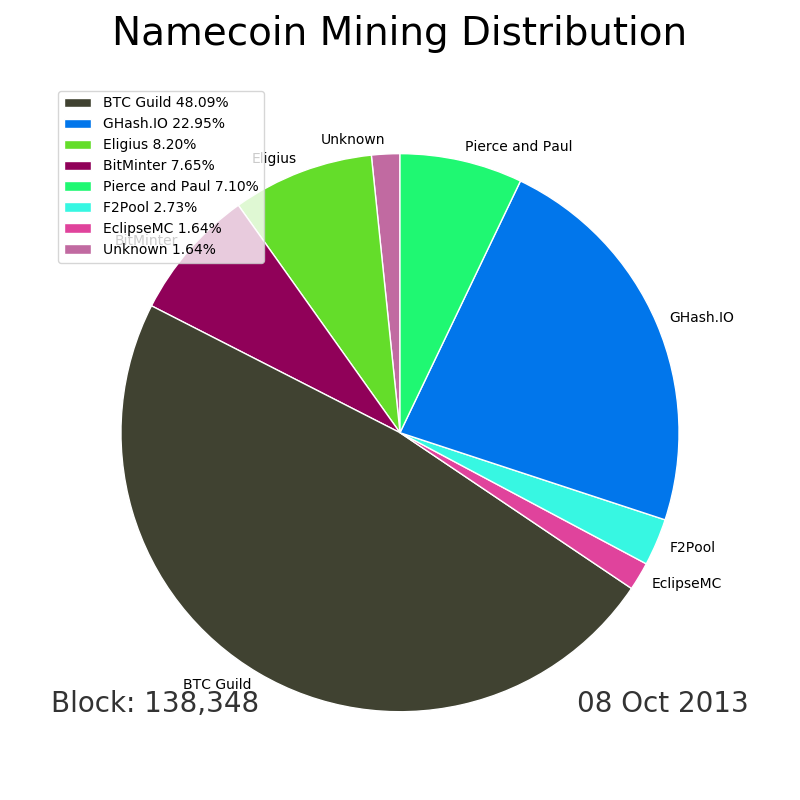 Namecoin Mining Distribution
BTC Guild 48.09%
GHash.IO 22.95%
Eligius 8.20%
BitMinter 7.65%
Pierce and Paul 7.10%
F2Pool 2.73%
EclipseMC 1.64%
Unknown 1.64%
Unknown
Pierce and Paul
Eligius
BitMinter
GHash.IO
F2Pool
EclipseMC
BTC Guild
Block: 138,348
08 Oct 2013